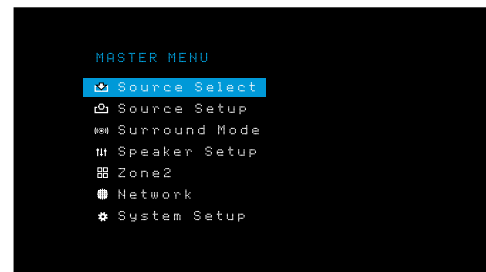 MASTER MENU
Source Select
Source Setup
Surround Mode
Speaker Setup
Zone2
Network
System Setup